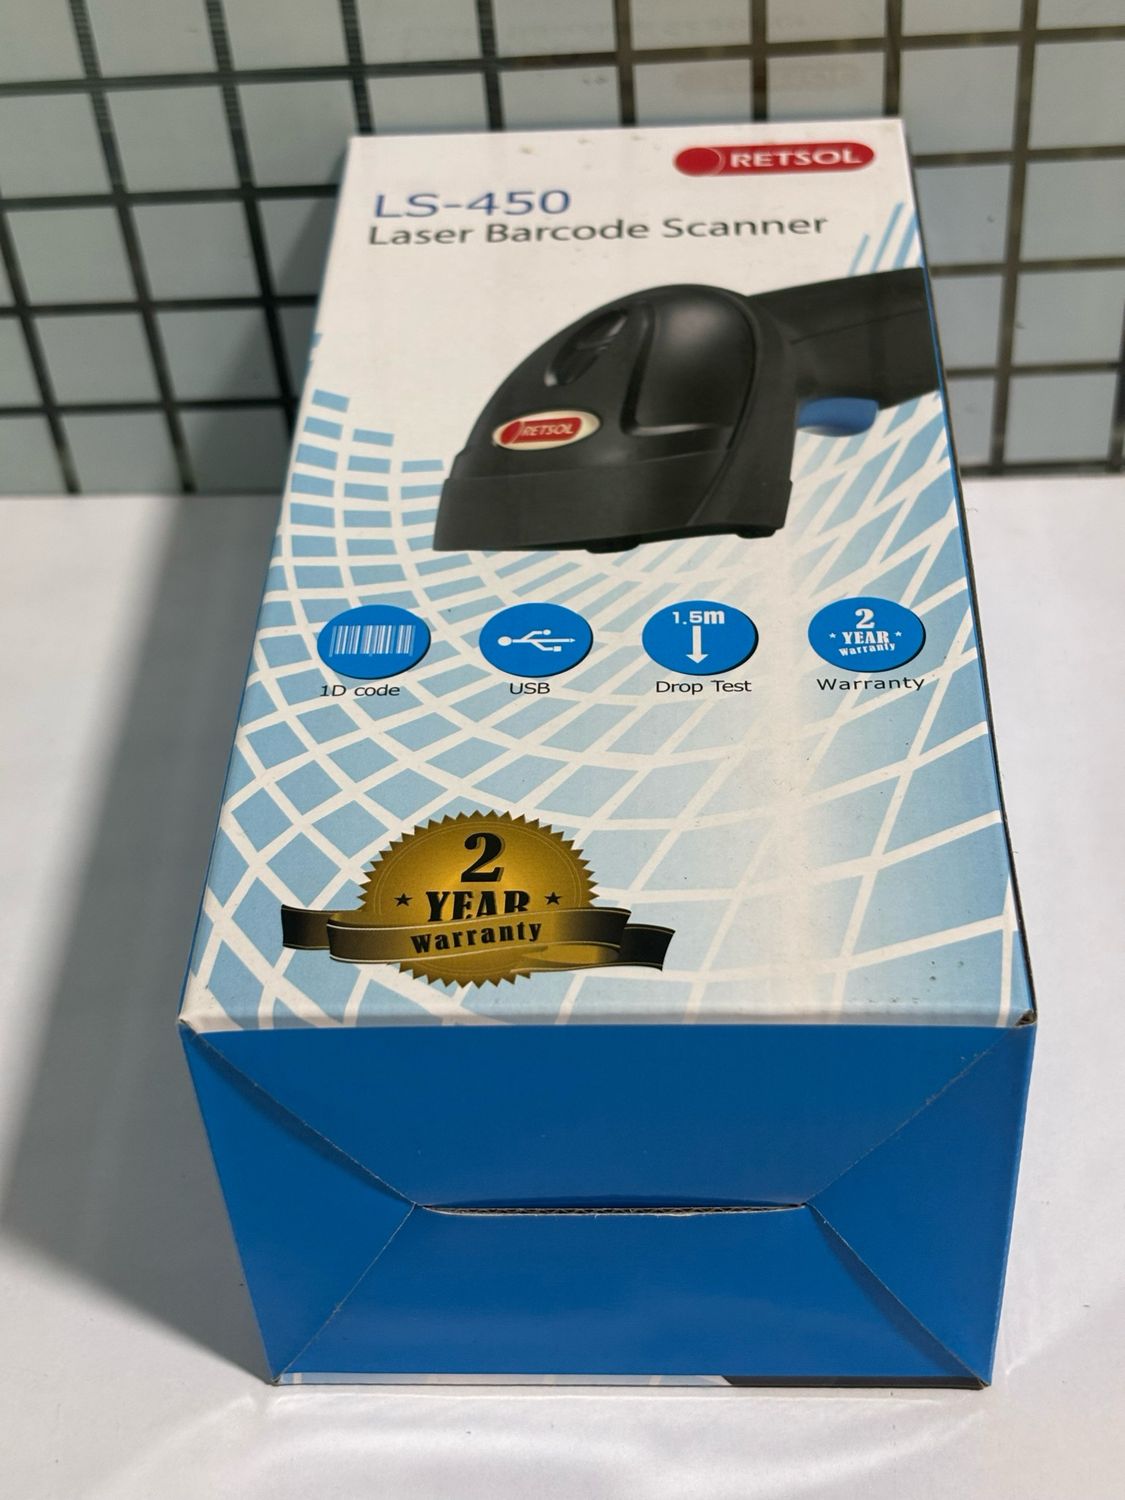 RETSOL
LS-450
Laser Barcode Scanner
RETSOL
1D code
USB
1.5m
Drop Test
2
YEAR
Warranty
Warranty
2
YEAR
Warranty